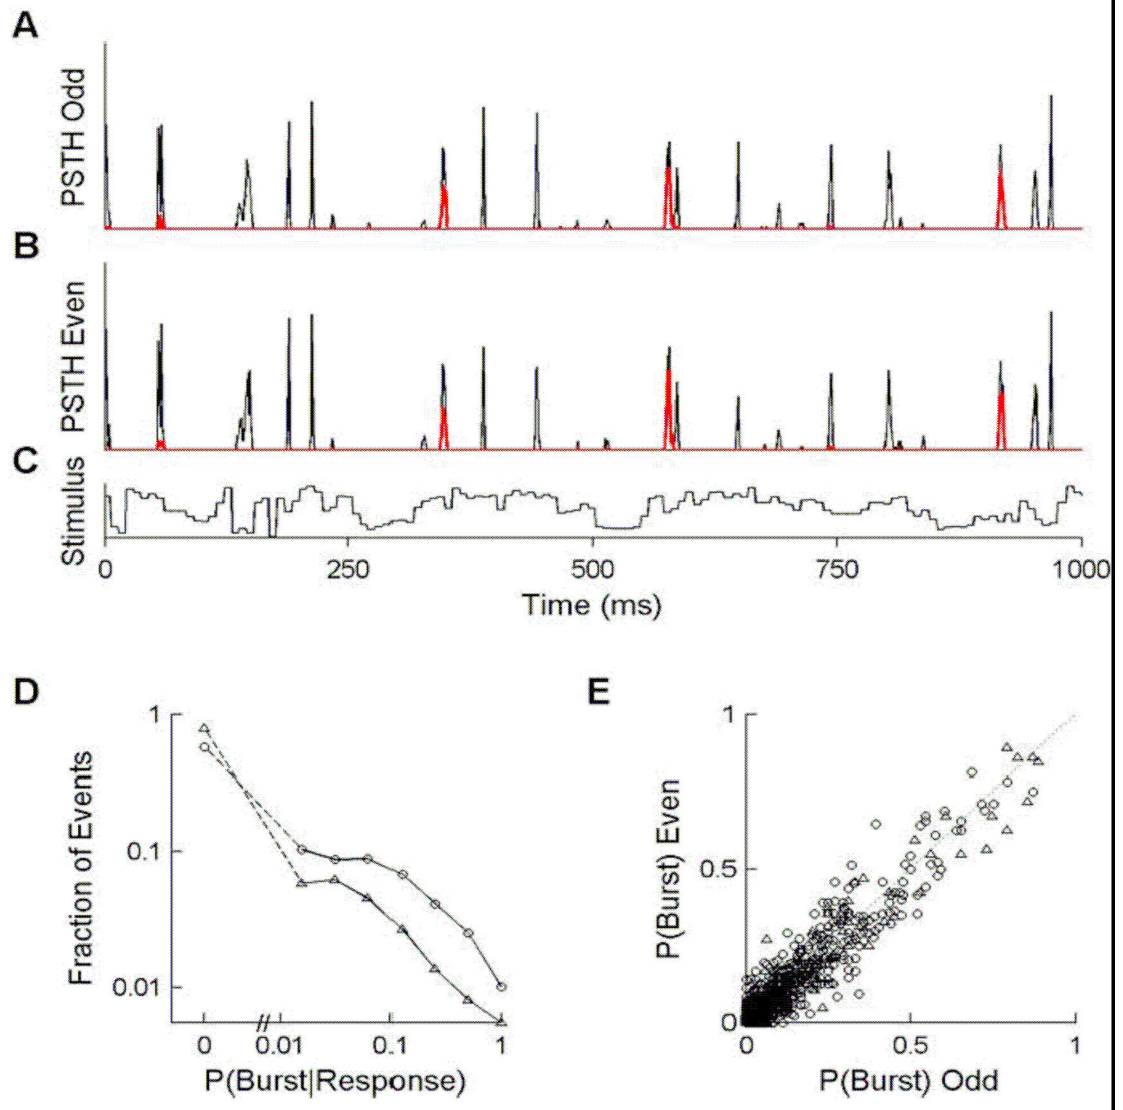 A
PSTH Odd
B
PSTH Even
C
Stimulus
0 250 500 750 1000
Time (ms)
D
1
0.1
0.01
Fraction of Events
0 0.01 0.1 1
P(Burst|Response)
E
1
0.5
0
P(Burst) Even
0 0.5 1
P(Burst) Odd